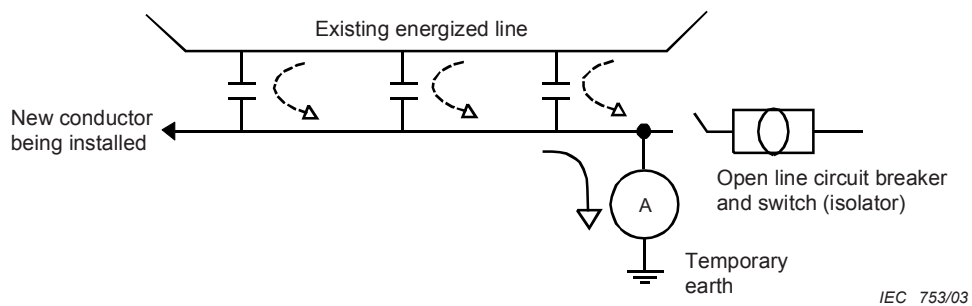 Existing energized line
New conductor
being installed
Open line circuit breaker
and switch (isolator)
A
Temporary
earth
IEC 753/03